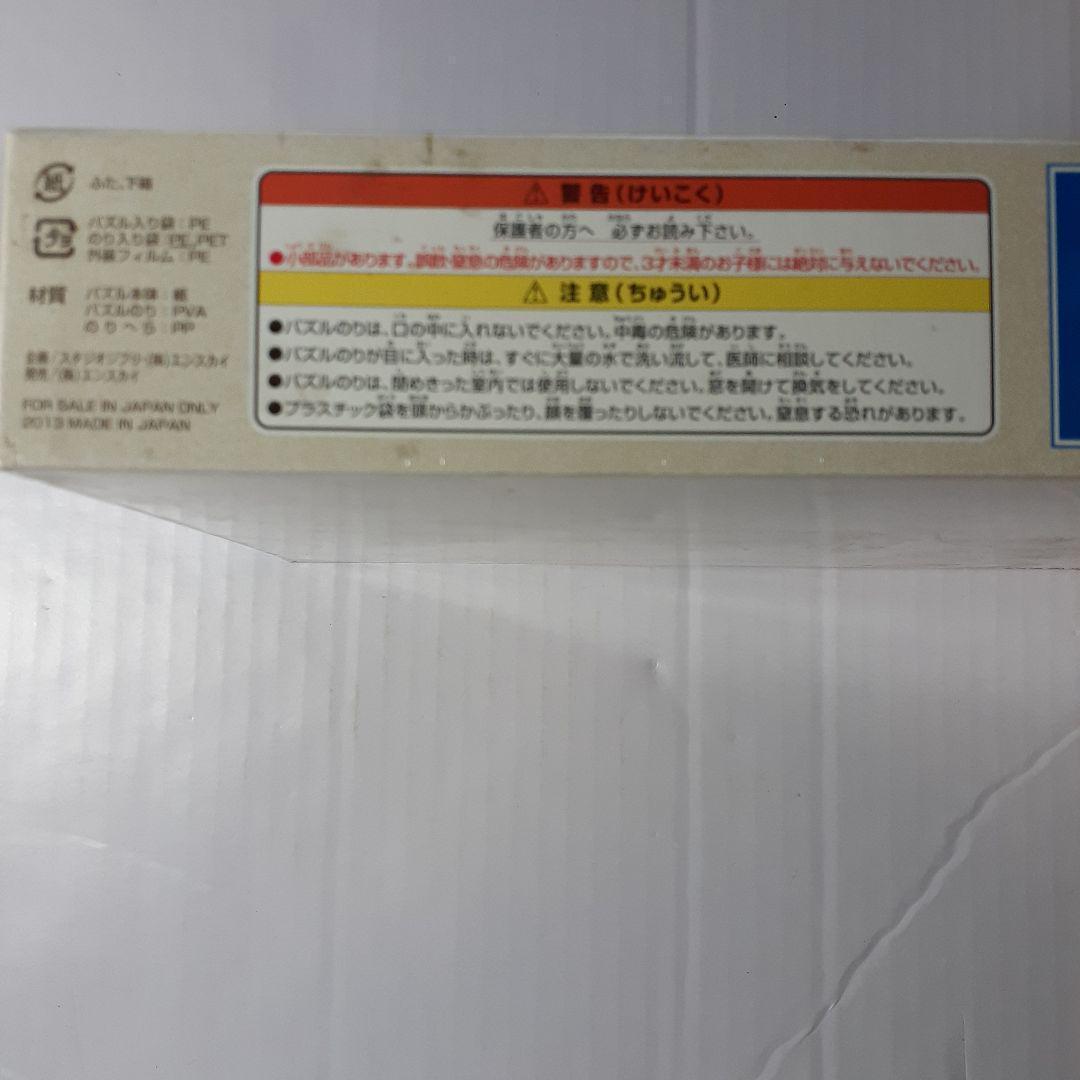 紙 ふた、下箱
プラ
パズル入り袋：PE
のり入り袋：PE,PET
外装フィルム：PE
材質 パズル本体：紙
パズルのり：PVA
のりへら：PP
企画／スタジオジブリ・(株)エンスカイ
発売／(株)エンスカイ
FOR SALE IN JAPAN ONLY
2013 MADE IN JAPAN
⚠ 警告(けいこく)
保護者の方へ 必ずお読み下さい。
●小部品があります。誤飲・窒息の危険がありますので、3才未満のお子様には絶対に与えないでください。
⚠ 注意(ちゅうい)
●パズルのりは、口の中に入れないでください。中毒の危険があります。
●パズルのりが目に入った時は、すぐに大量の水で洗い流して、医師に相談してください。
●パズルのりは、閉めきった室内では使用しないでください。窓を開けて換気をしてください。
●プラスチック袋を頭からかぶったり、顔を覆ったりしないでください。窒息する恐れがあります。